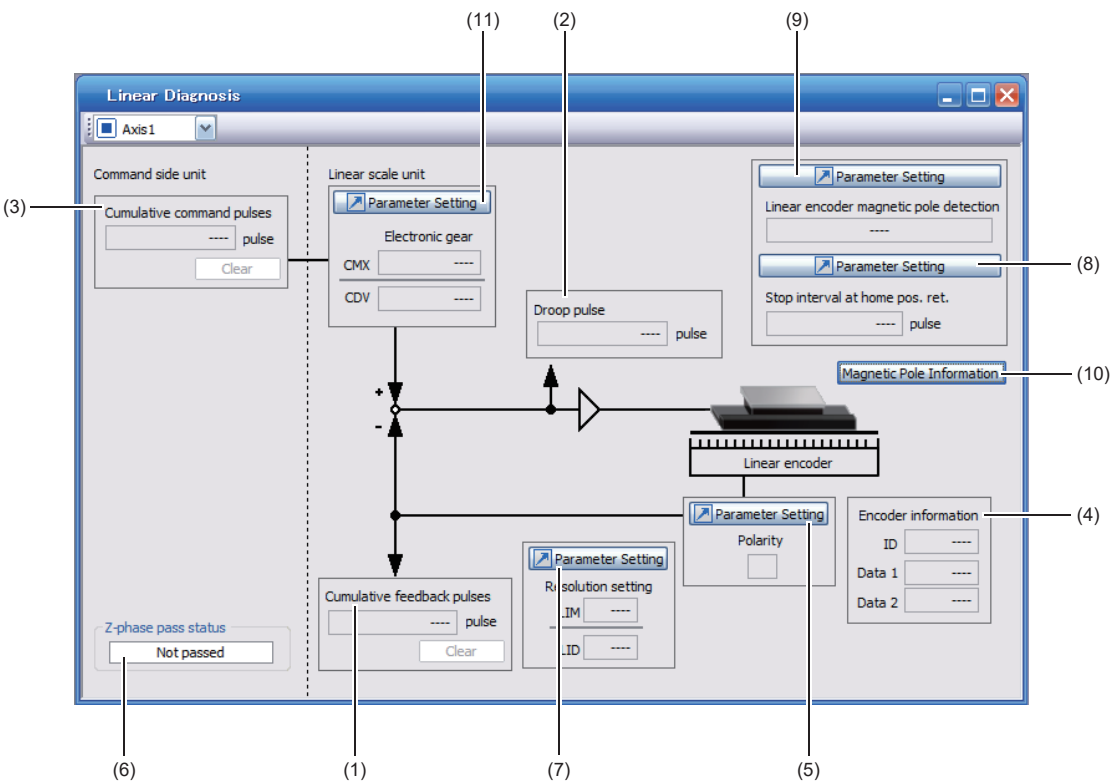 (11)
(2)
(9)
Linear Diagnosis
Axis1
Command side unit
(3)
Cumulative command pulses
---- pulse
Clear
Linear scale unit
Parameter Setting
Electronic gear
CMX ----
CDV ----
(2)
Droop pulse
---- pulse
Parameter Setting
Linear encoder magnetic pole detection
----
Parameter Setting
(8)
Stop interval at home pos. ret.
---- pulse
Magnetic Pole Information
(10)
+
-
Linear encoder
Parameter Setting
Polarity
Encoder information
(4)
ID ----
Data 1 ----
Data 2 ----
Parameter Setting
Resolution setting
LIM ----
LID ----
Cumulative feedback pulses
---- pulse
Clear
Z-phase pass status
Not passed
(6)
(1)
(7)
(5)